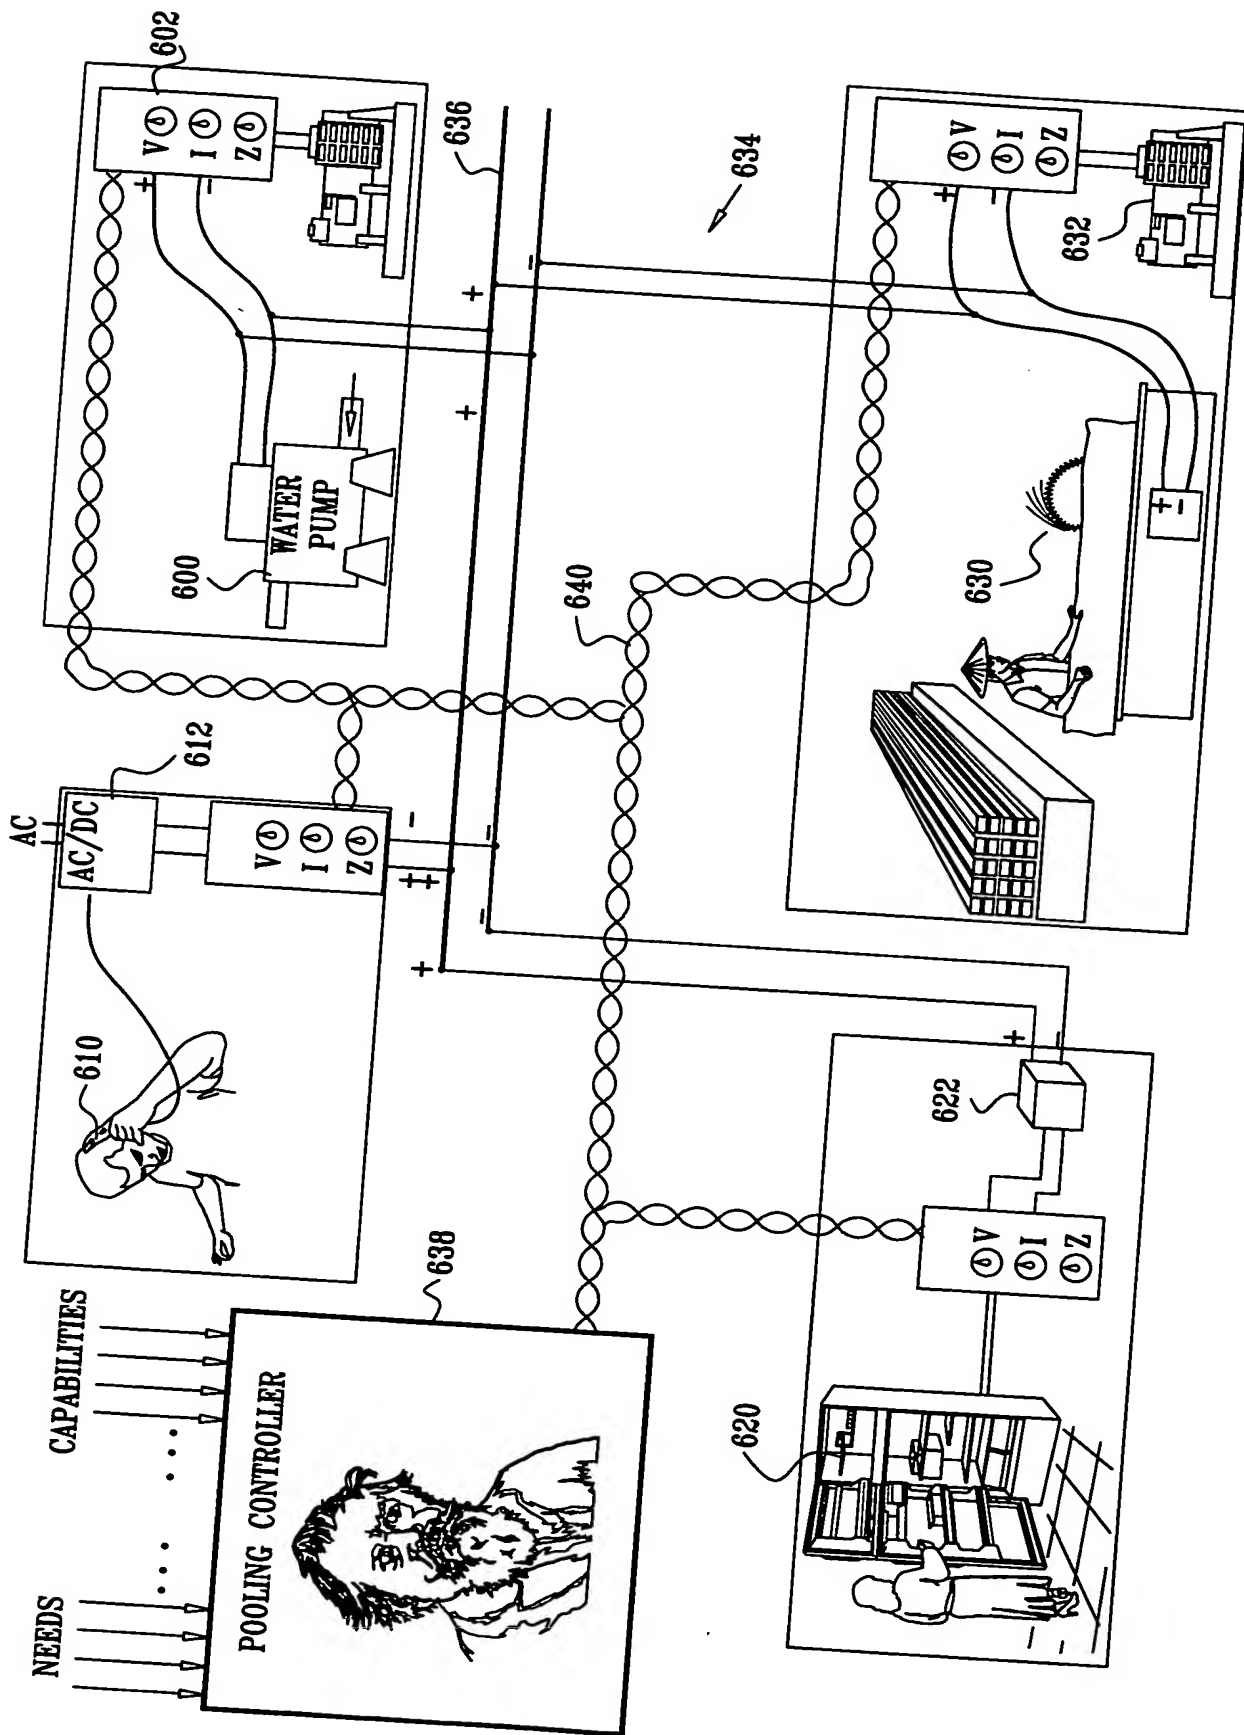 NEEDS
CAPABILITIES
POOLING CONTROLLER
638
610
AC
AC/DC
612
V
I
Z
++
-
600
WATER
PUMP
602
V
I
Z
+
-
636
+
+
-
-
-
+
634
640
620
622
+
-
V
I
Z
630
632
+
-
V
I
Z
+
-